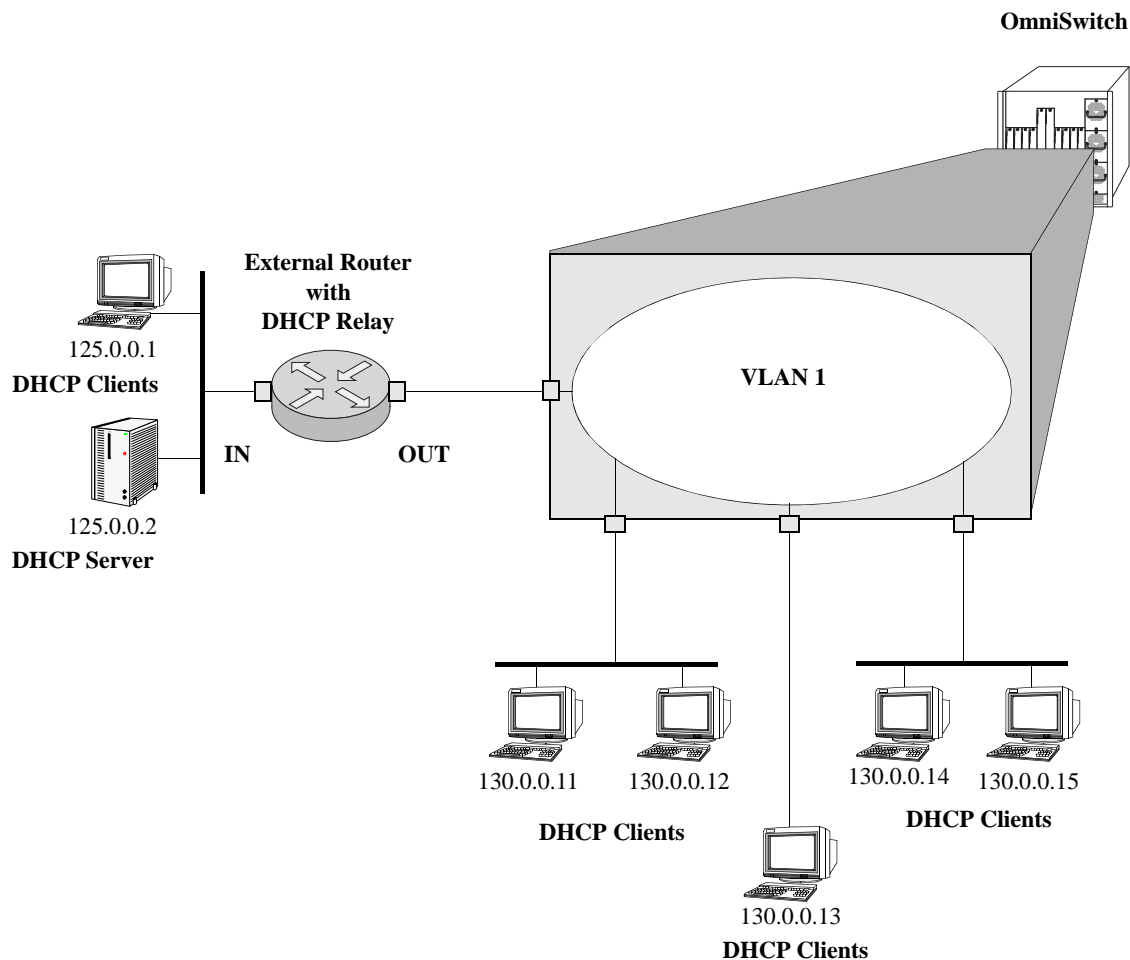 OmniSwitch
External Router
with
DHCP Relay
125.0.0.1
DHCP Clients
VLAN 1
IN
OUT
125.0.0.2
DHCP Server
130.0.0.11
130.0.0.12
DHCP Clients
130.0.0.14
130.0.0.15
DHCP Clients
130.0.0.13
DHCP Clients